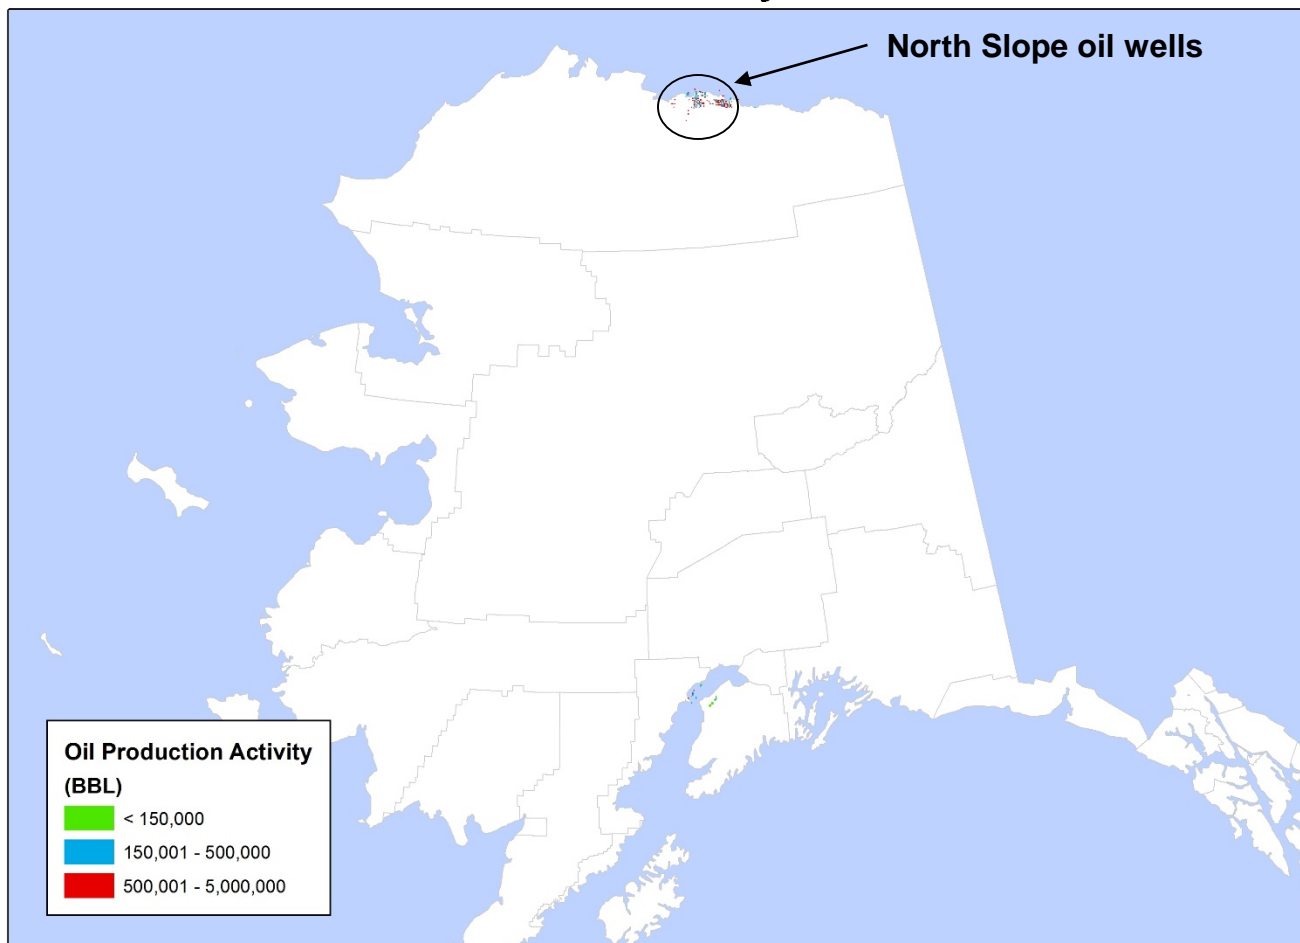 North Slope oil wells
Oil Production Activity
(BBL)
< 150,000
150,001 - 500,000
500,001 - 5,000,000